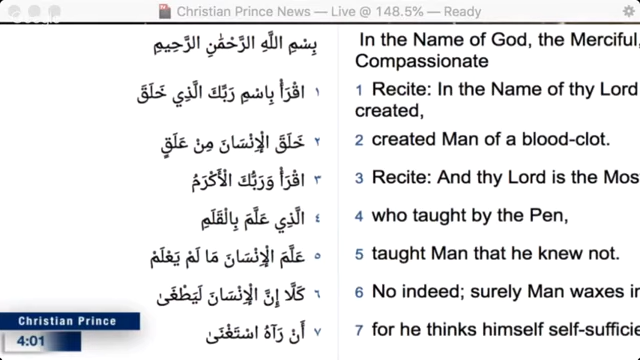 Christian Prince News — Live @ 148.5% — Ready
بِسْمِ اللَّهِ الرَّحْمَٰنِ الرَّحِيمِ
In the Name of God, the Merciful,
Compassionate
١ اقْرَأْ بِاسْمِ رَبِّكَ الَّذِي خَلَقَ
1 Recite: In the Name of thy Lord
created,
٢ خَلَقَ الْإِنْسَانَ مِنْ عَلَقٍ
2 created Man of a blood-clot.
٣ اقْرَأْ وَرَبُّكَ الْأَكْرَمُ
3 Recite: And thy Lord is the Mos
٤ الَّذِي عَلَّمَ بِالْقَلَمِ
4 who taught by the Pen,
٥ عَلَّمَ الْإِنْسَانَ مَا لَمْ يَعْلَمْ
5 taught Man that he knew not.
٦ كَلَّا إِنَّ الْإِنْسَانَ لَيَطْغَىٰ
6 No indeed; surely Man waxes in
٧ أَنْ رَآهُ اسْتَغْنَىٰ
7 for he thinks himself self-sufficie
Christian Prince
4:01